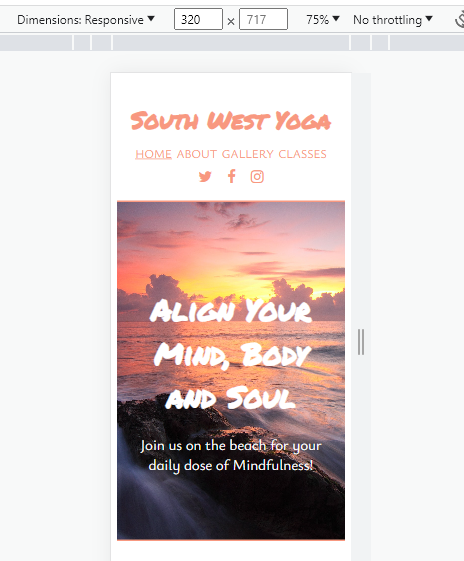 Dimensions: Responsive ▼ 320 × 717 75% ▼ No throttling ▼
South West Yoga
HOME ABOUT GALLERY CLASSES
Align Your
Mind, Body
and Soul
Join us on the beach for your
daily dose of Mindfulness!